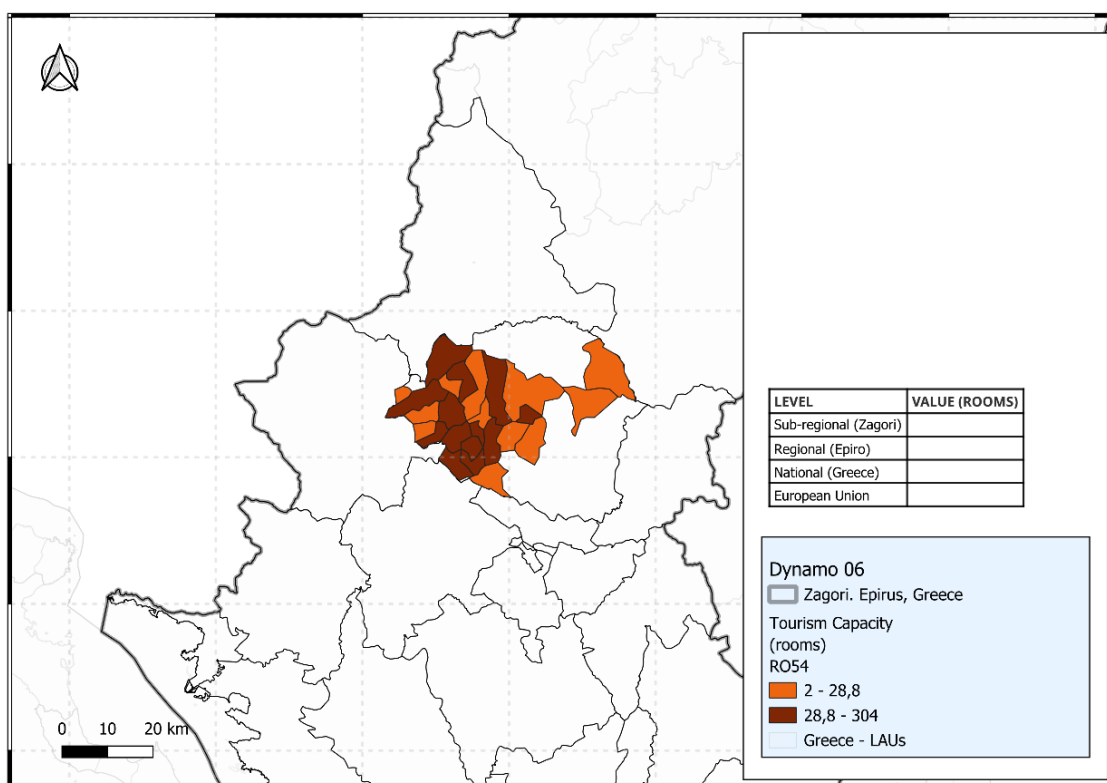 LEVEL VALUE (ROOMS)
Sub-regional (Zagori)
Regional (Epiro)
National (Greece)
European Union
Dynamo 06
Zagori. Epirus, Greece
Tourism Capacity
(rooms)
RO54
2 - 28,8
28,8 - 304
Greece - LAUs
0 10 20 km